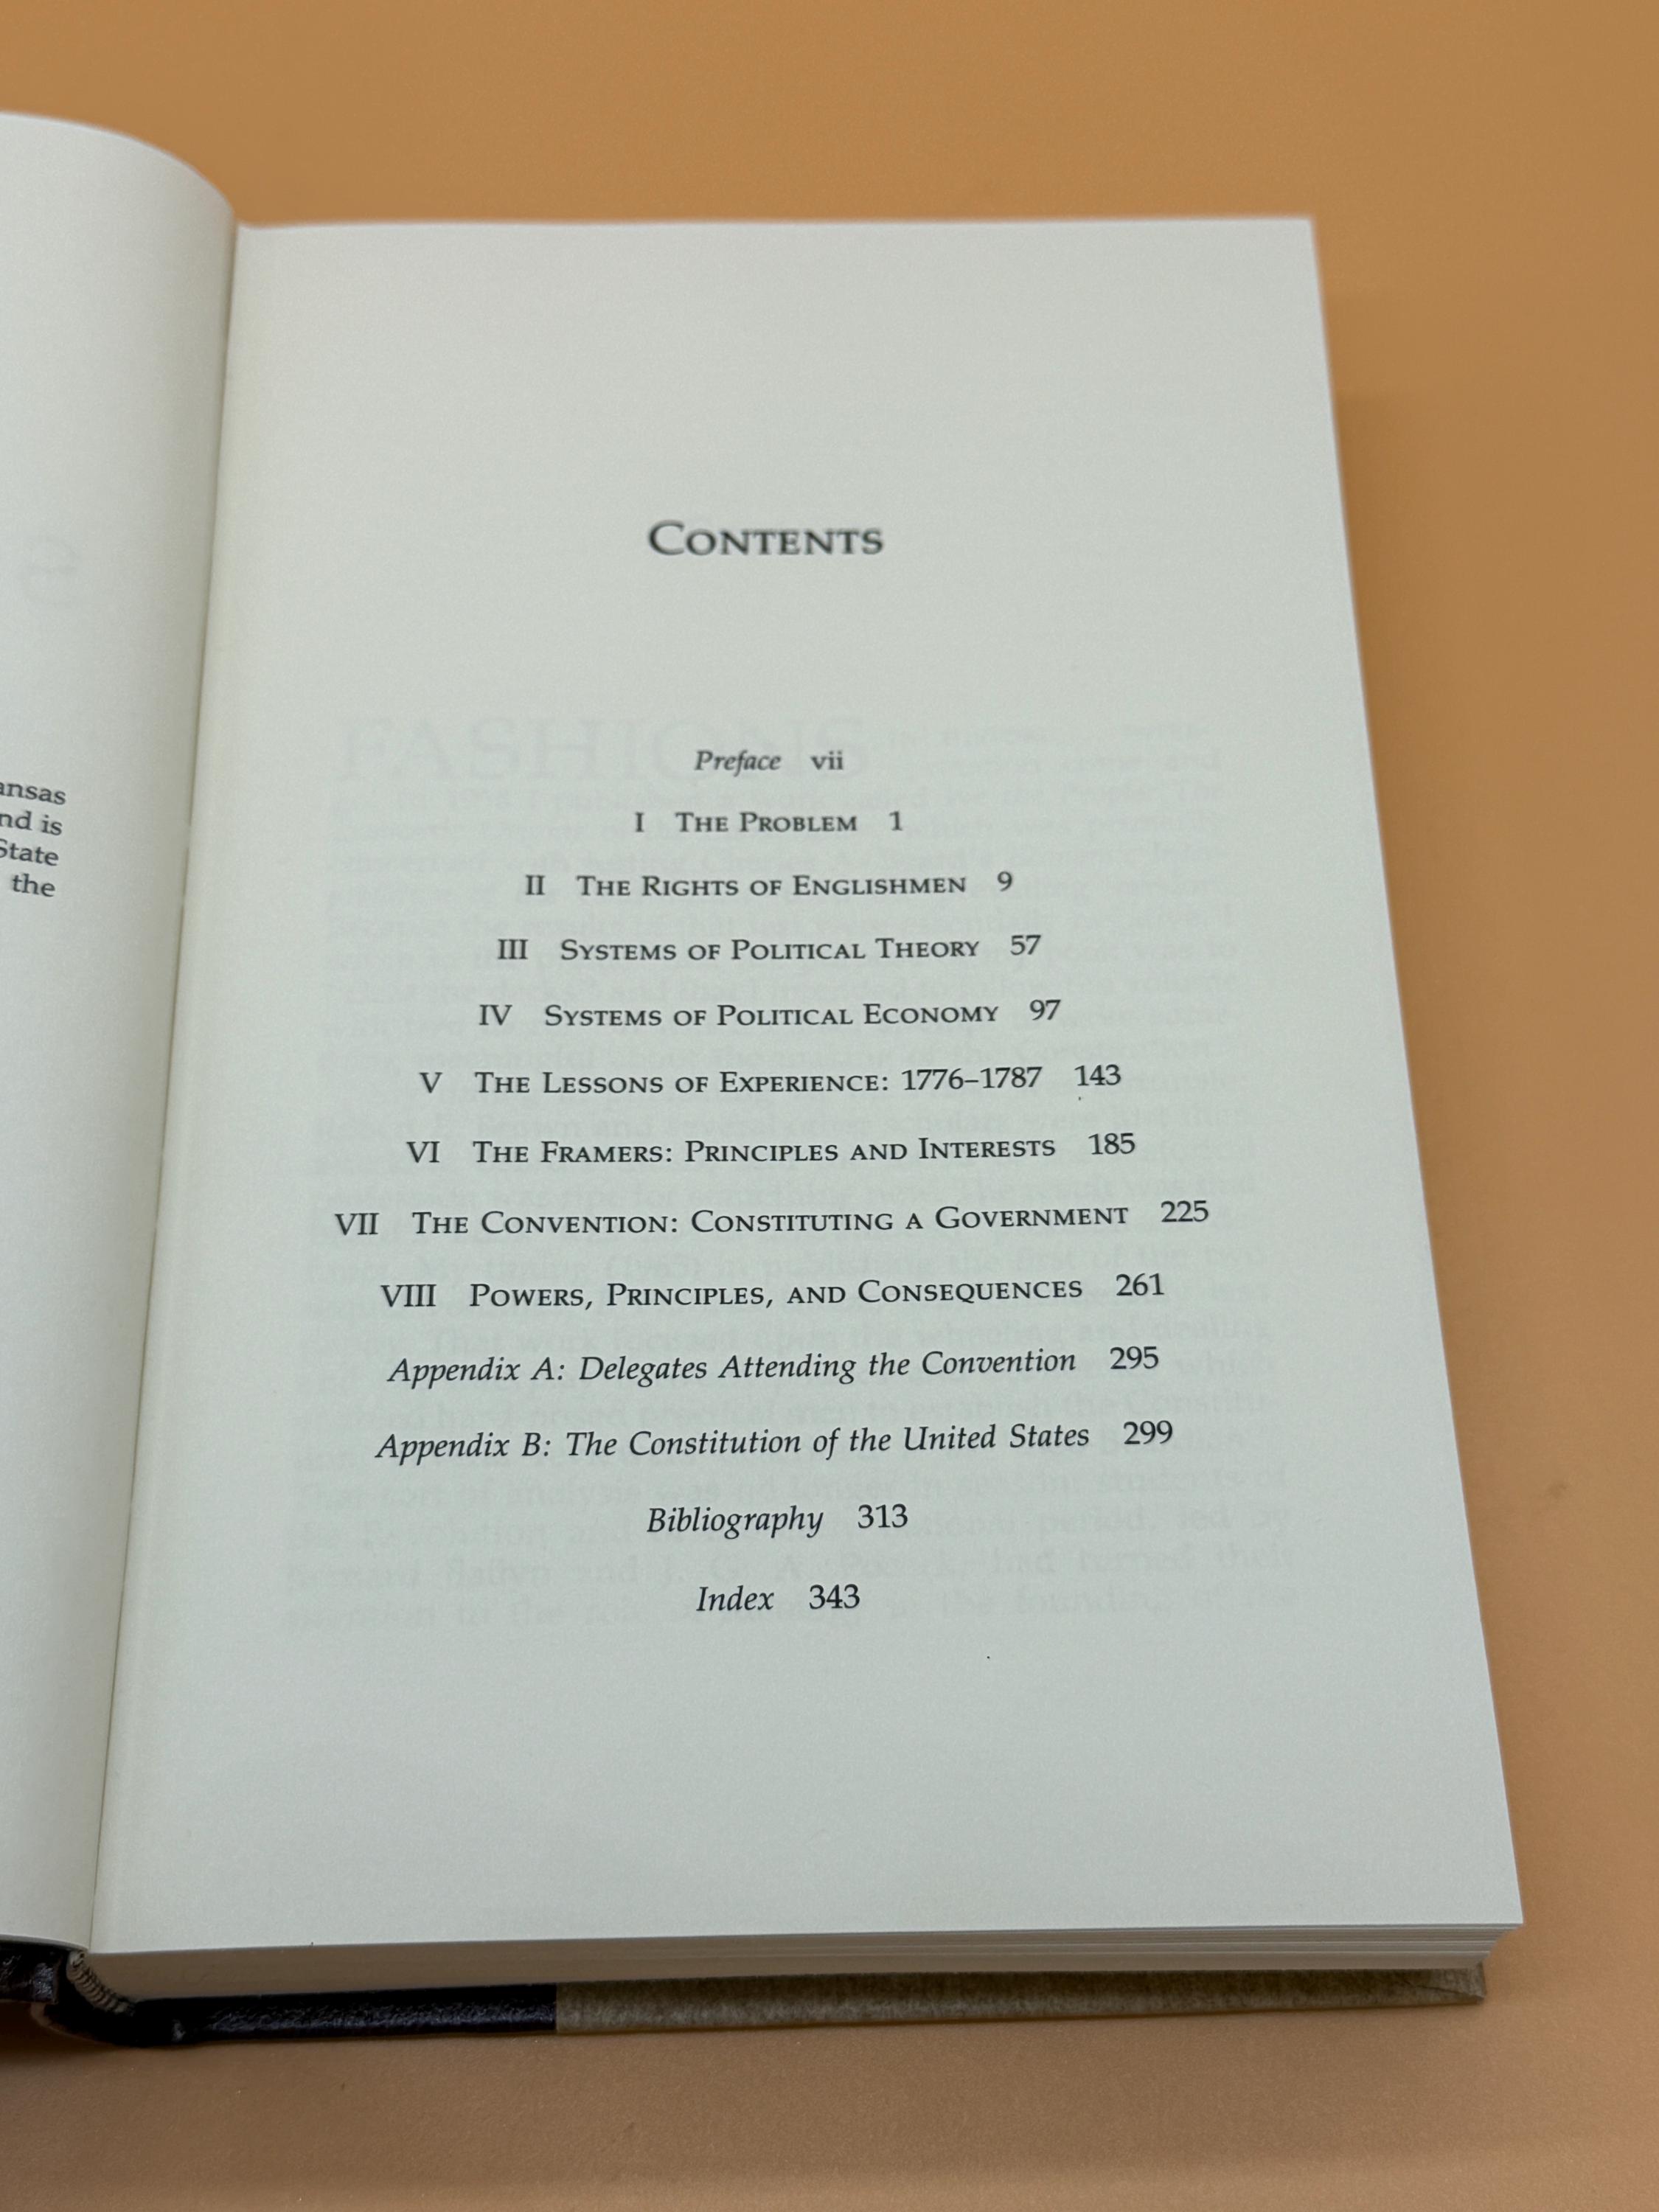 ansas
nd is
State
the
CONTENTS
FASHIONS
Preface vii
I THE PROBLEM 1
II THE RIGHTS OF ENGLISHMEN 9
III SYSTEMS OF POLITICAL THEORY 57
IV SYSTEMS OF POLITICAL ECONOMY 97
V THE LESSONS OF EXPERIENCE: 1776–1787 143
VI THE FRAMERS: PRINCIPLES AND INTERESTS 185
VII THE CONVENTION: CONSTITUTING A GOVERNMENT 225
VIII POWERS, PRINCIPLES, AND CONSEQUENCES 261
Appendix A: Delegates Attending the Convention 295
Appendix B: The Constitution of the United States 299
Bibliography 313
Index 343